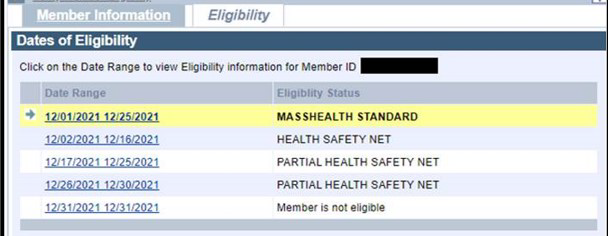 Member Information Eligibility
Dates of Eligibility
Click on the Date Range to view Eligibility information for Member ID
Date Range Eligiblity Status
12/01/2021 12/25/2021 MASSHEALTH STANDARD
12/02/2021 12/16/2021 HEALTH SAFETY NET
12/17/2021 12/25/2021 PARTIAL HEALTH SAFETY NET
12/26/2021 12/30/2021 PARTIAL HEALTH SAFETY NET
12/31/2021 12/31/2021 Member is not eligible